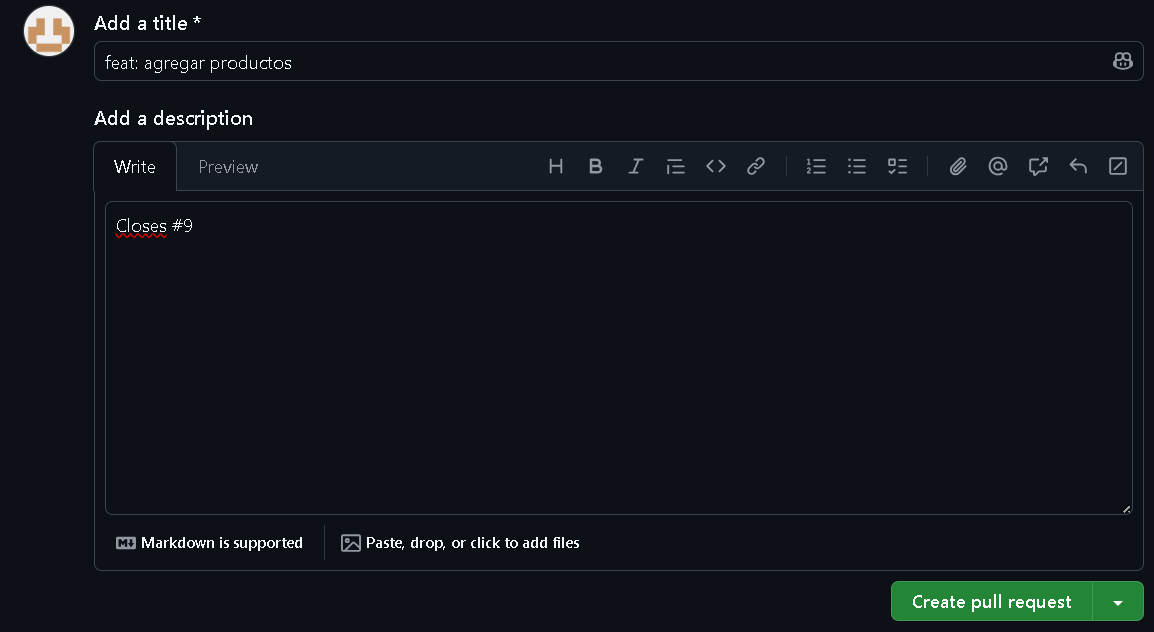 Add a title *
feat: agregar productos
Add a description
Write Preview
Closes #9
Markdown is supported
Paste, drop, or click to add files
Create pull request